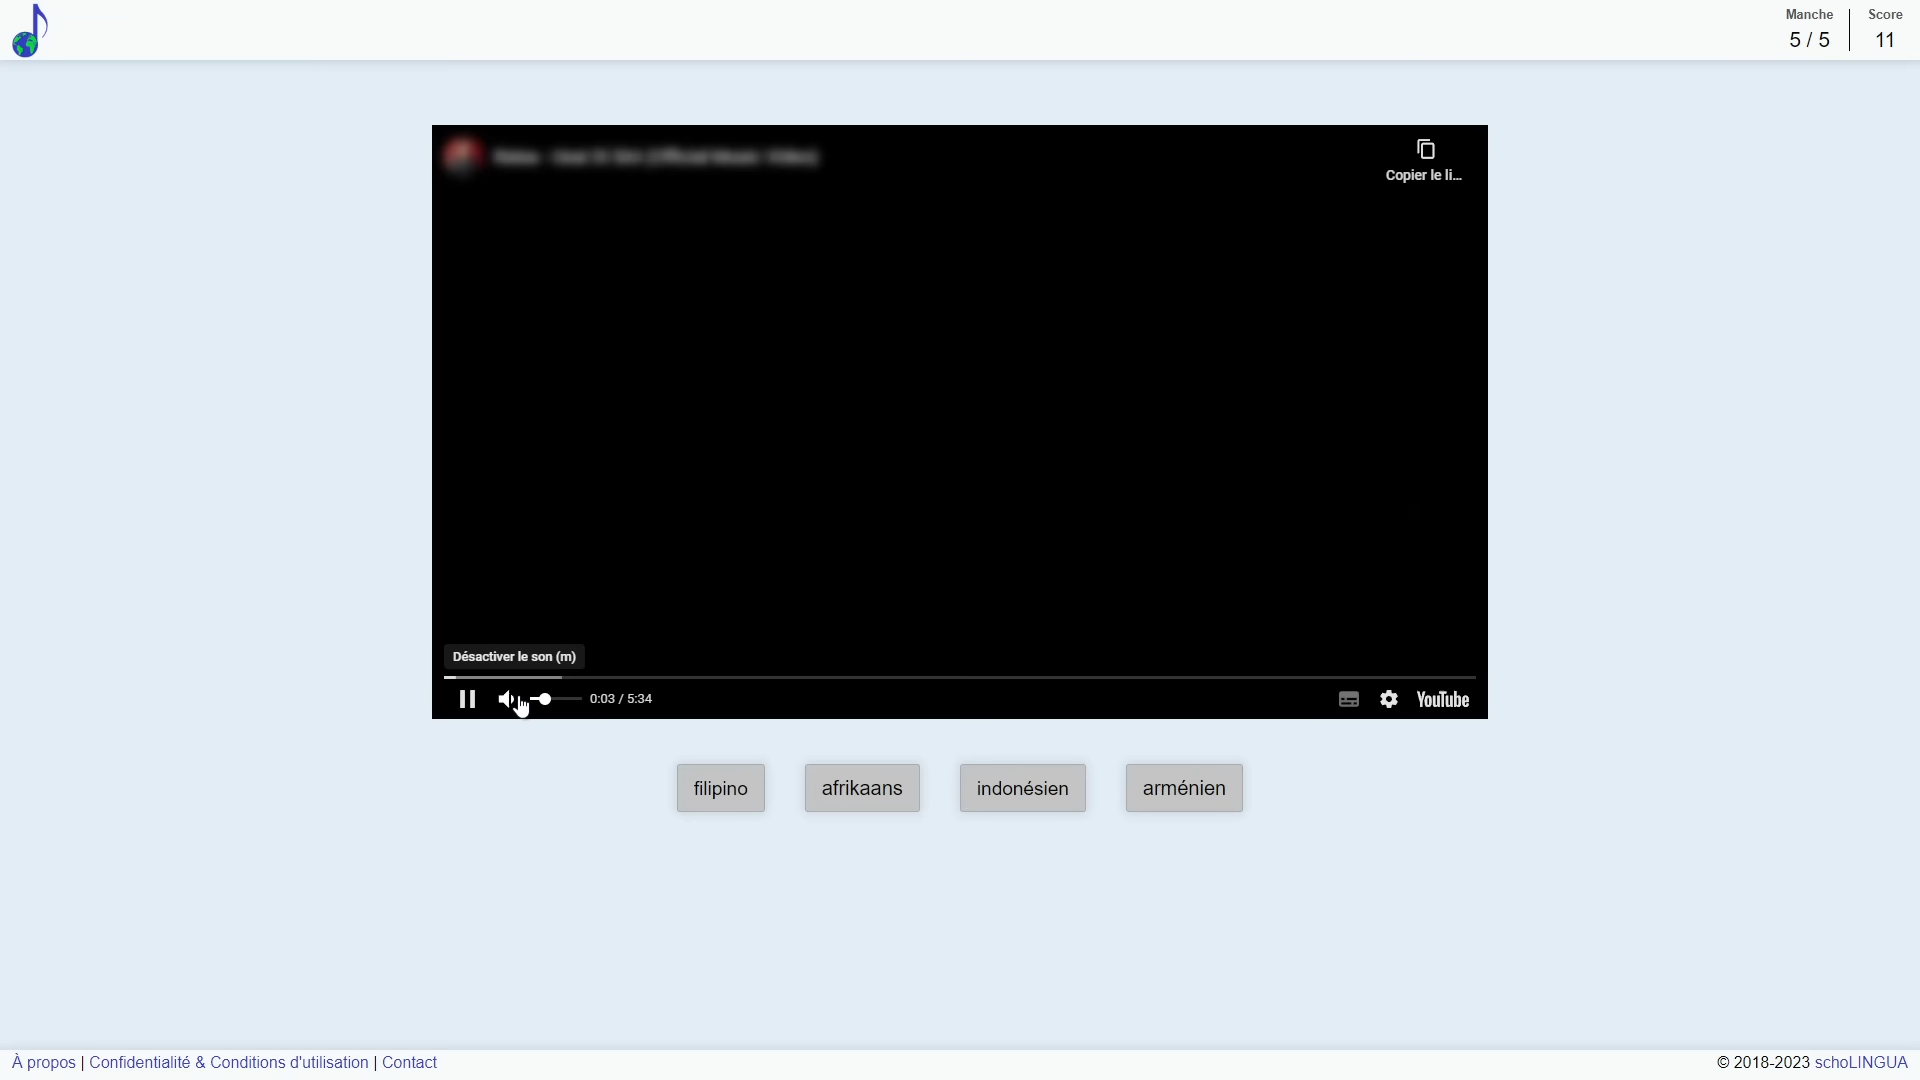 Manche
5 / 5
Score
11
Copier le li...
Désactiver le son (m)
0:03 / 5:34
YouTube
filipino
afrikaans
indonésien
arménien
À propos | Confidentialité & Conditions d'utilisation | Contact
© 2018-2023 schoLINGUA